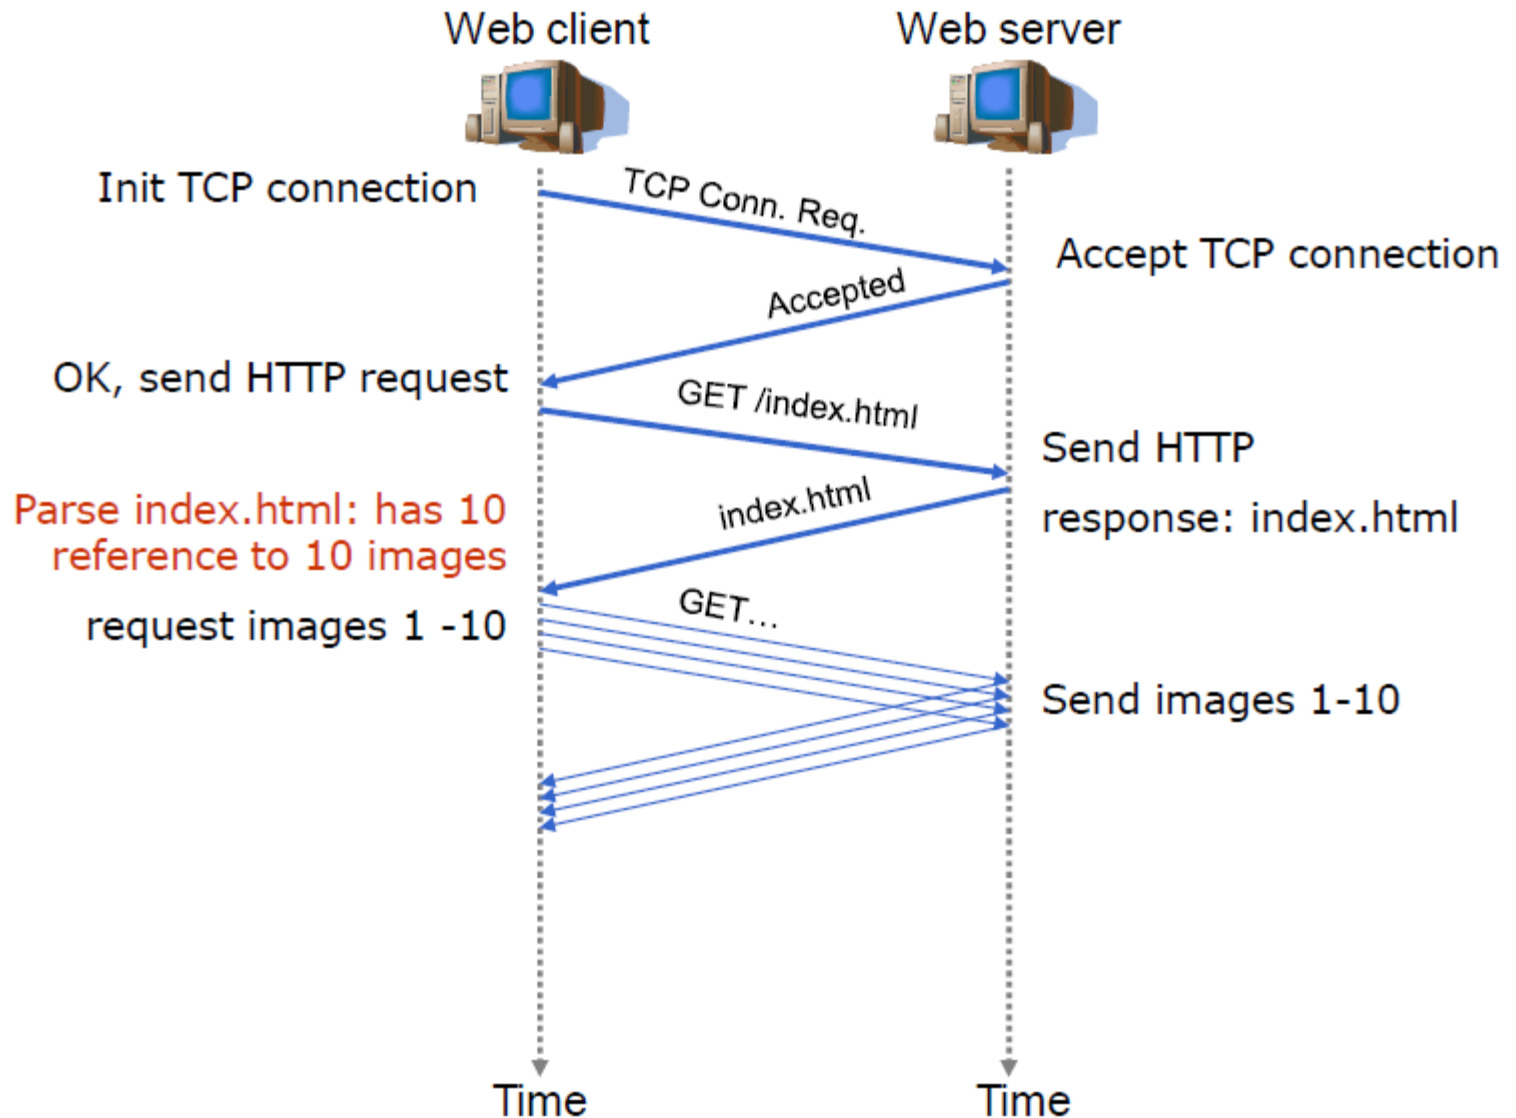 Web client
Web server
Init TCP connection
TCP Conn. Req.
Accept TCP connection
Accepted
OK, send HTTP request
GET /index.html
Send HTTP
response: index.html
index.html
Parse index.html: has 10
reference to 10 images
request images 1 -10
GET...
Send images 1-10
Time
Time